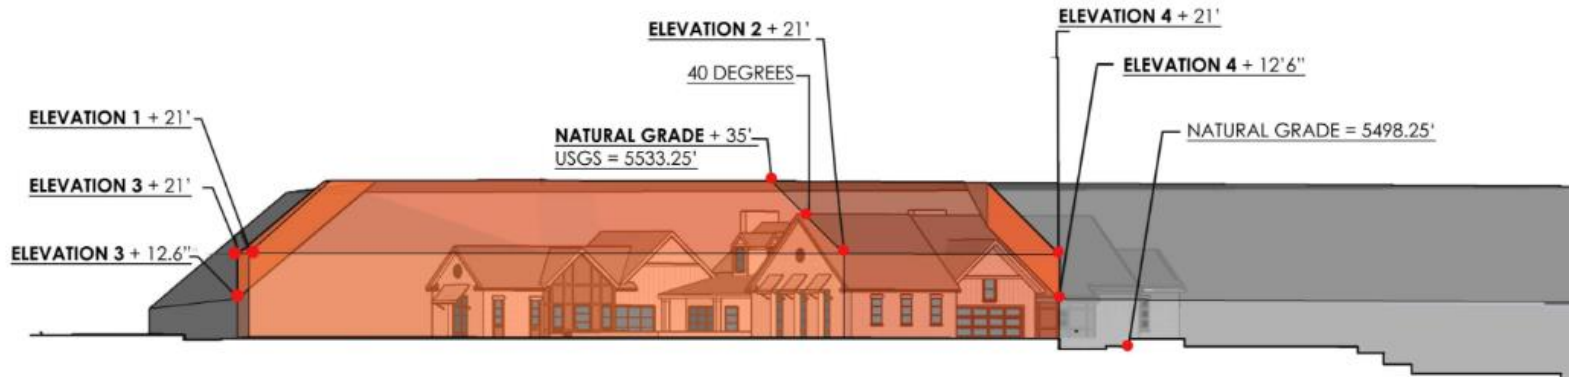 ELEVATION 4 + 21'
ELEVATION 2 + 21'
40 DEGREES
ELEVATION 4 + 12'6"
ELEVATION 1 + 21'
NATURAL GRADE + 35'
USGS = 5533.25'
NATURAL GRADE = 5498.25'
ELEVATION 3 + 21'
ELEVATION 3 + 12.6"